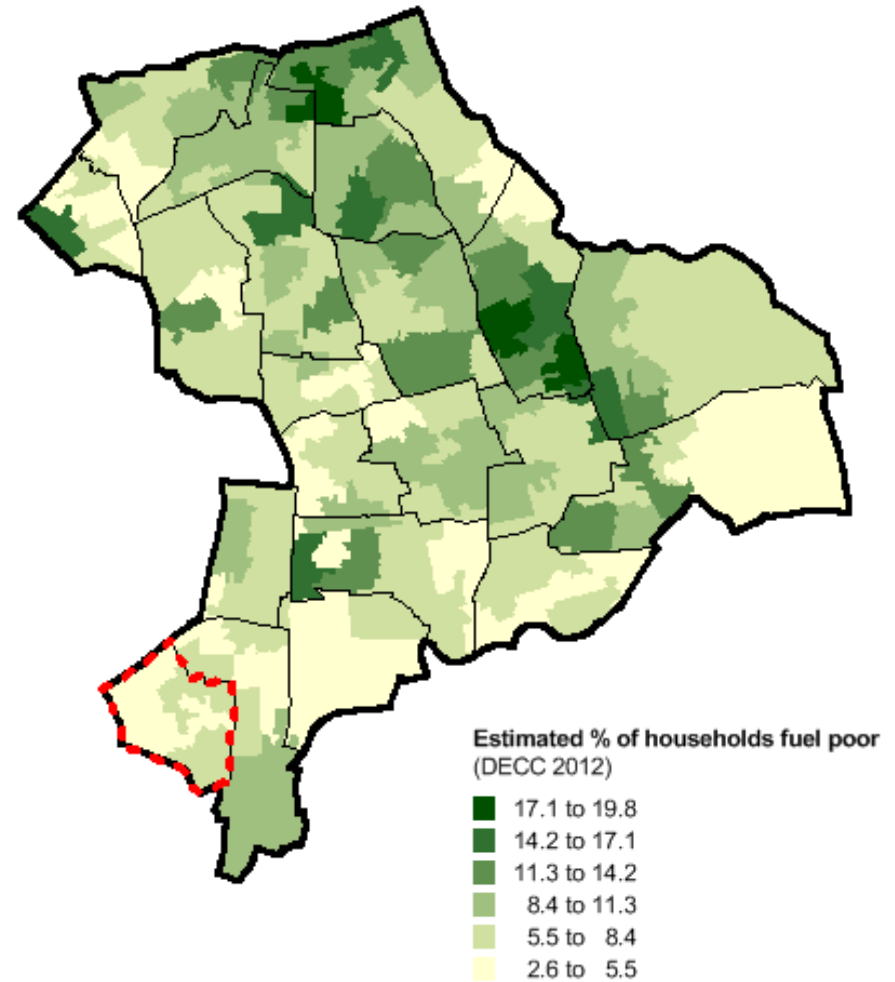 Estimated % of households fuel poor
(DECC 2012)
17.1 to 19.8
14.2 to 17.1
11.3 to 14.2
8.4 to 11.3
5.5 to 8.4
2.6 to 5.5